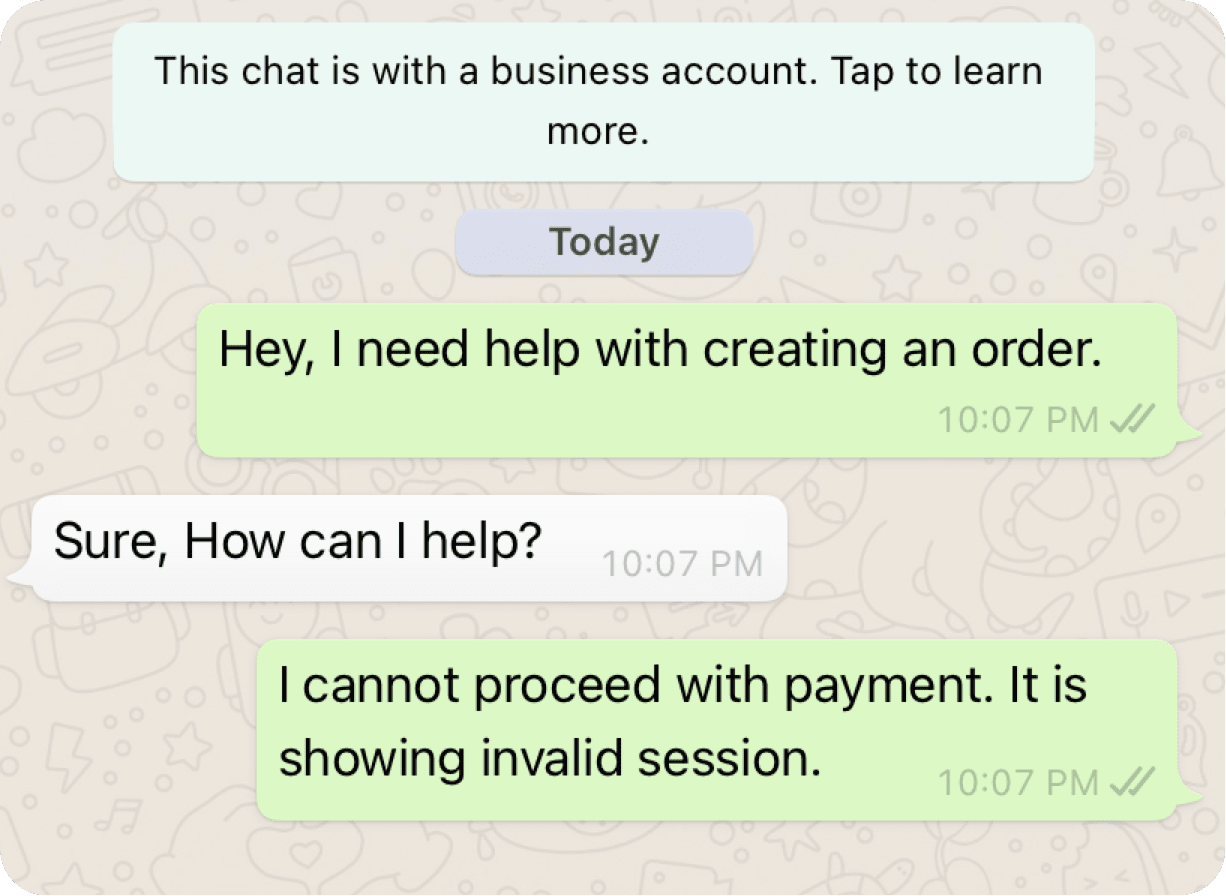 This chat is with a business account. Tap to learn
more.
Today
Hey, I need help with creating an order.
10:07 PM
Sure, How can I help?
10:07 PM
I cannot proceed with payment. It is
showing invalid session.
10:07 PM